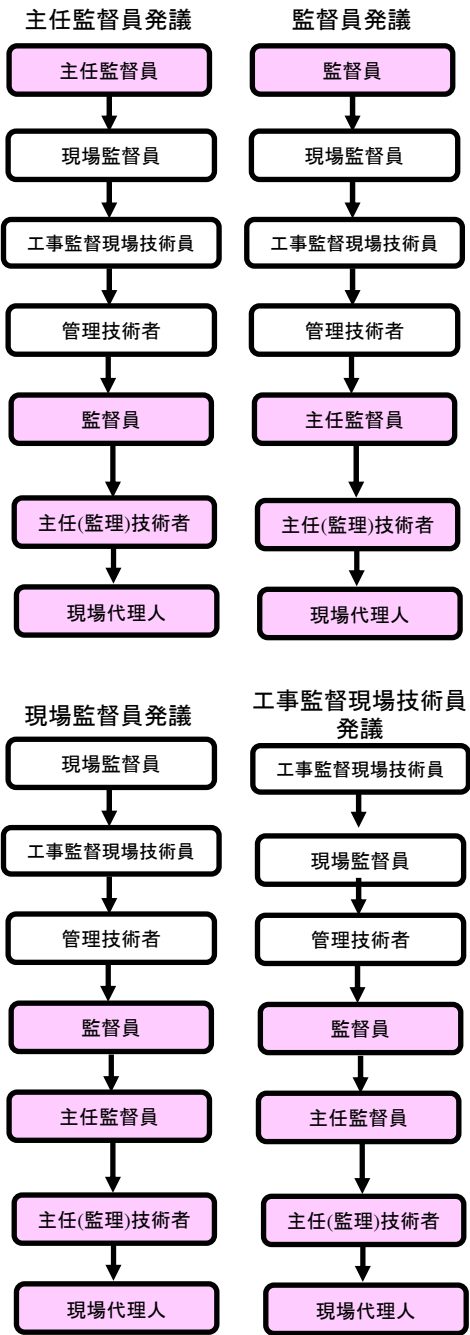 主任監督員発議
主任監督員
現場監督員
工事監督現場技術員
管理技術者
監督員
主任(監理)技術者
現場代理人
監督員発議
監督員
現場監督員
工事監督現場技術員
管理技術者
主任監督員
主任(監理)技術者
現場代理人
現場監督員発議
現場監督員
工事監督現場技術員
管理技術者
監督員
主任監督員
主任(監理)技術者
現場代理人
工事監督現場技術員
発議
工事監督現場技術員
現場監督員
管理技術者
監督員
主任監督員
主任(監理)技術者
現場代理人